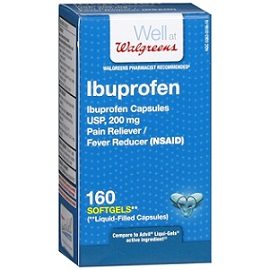 Well at
Walgreens
WALGREENS PHARMACIST RECOMMENDED†
Ibuprofen
Ibuprofen Capsules
USP, 200 mg
Pain Reliever /
Fever Reducer (NSAID)
160
SOFTGELS**
(**Liquid-Filled Capsules)
Compare to Advil® Liqui-Gels®
active ingredient††